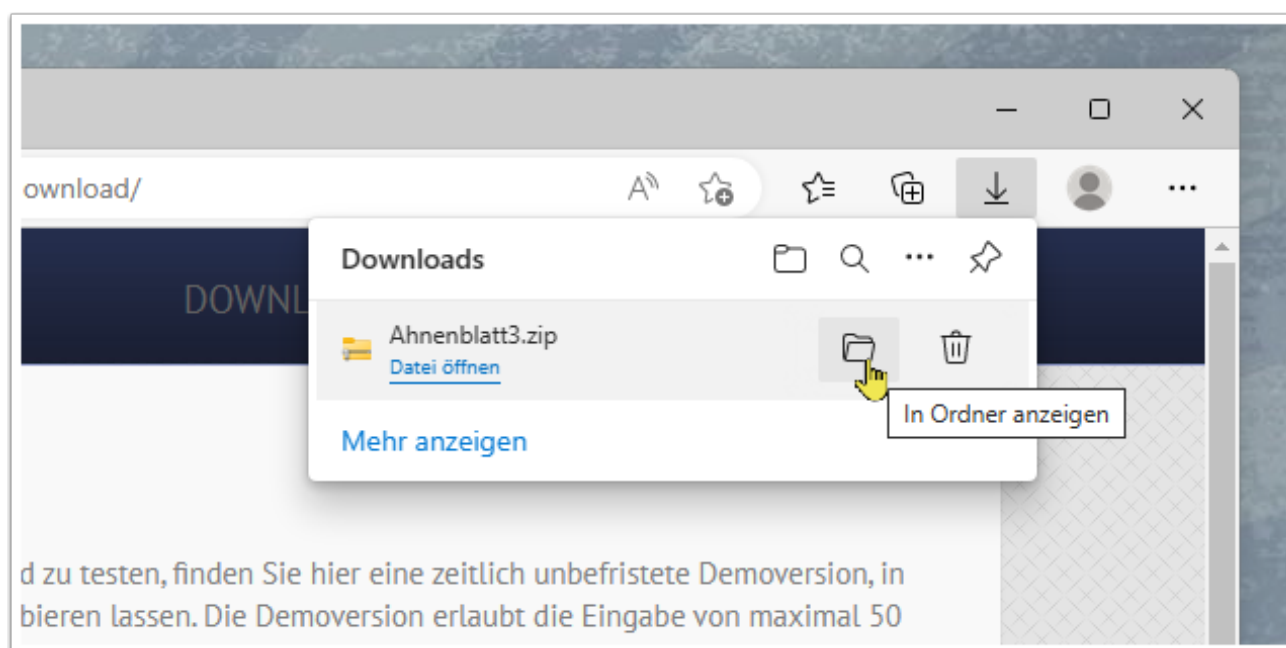 ownload/
Downloads
DOWNL
Ahnenblatt3.zip
Datei öffnen
In Ordner anzeigen
Mehr anzeigen
d zu testen, finden Sie hier eine zeitlich unbefristete Demoversion, in
bieren lassen. Die Demoversion erlaubt die Eingabe von maximal 50